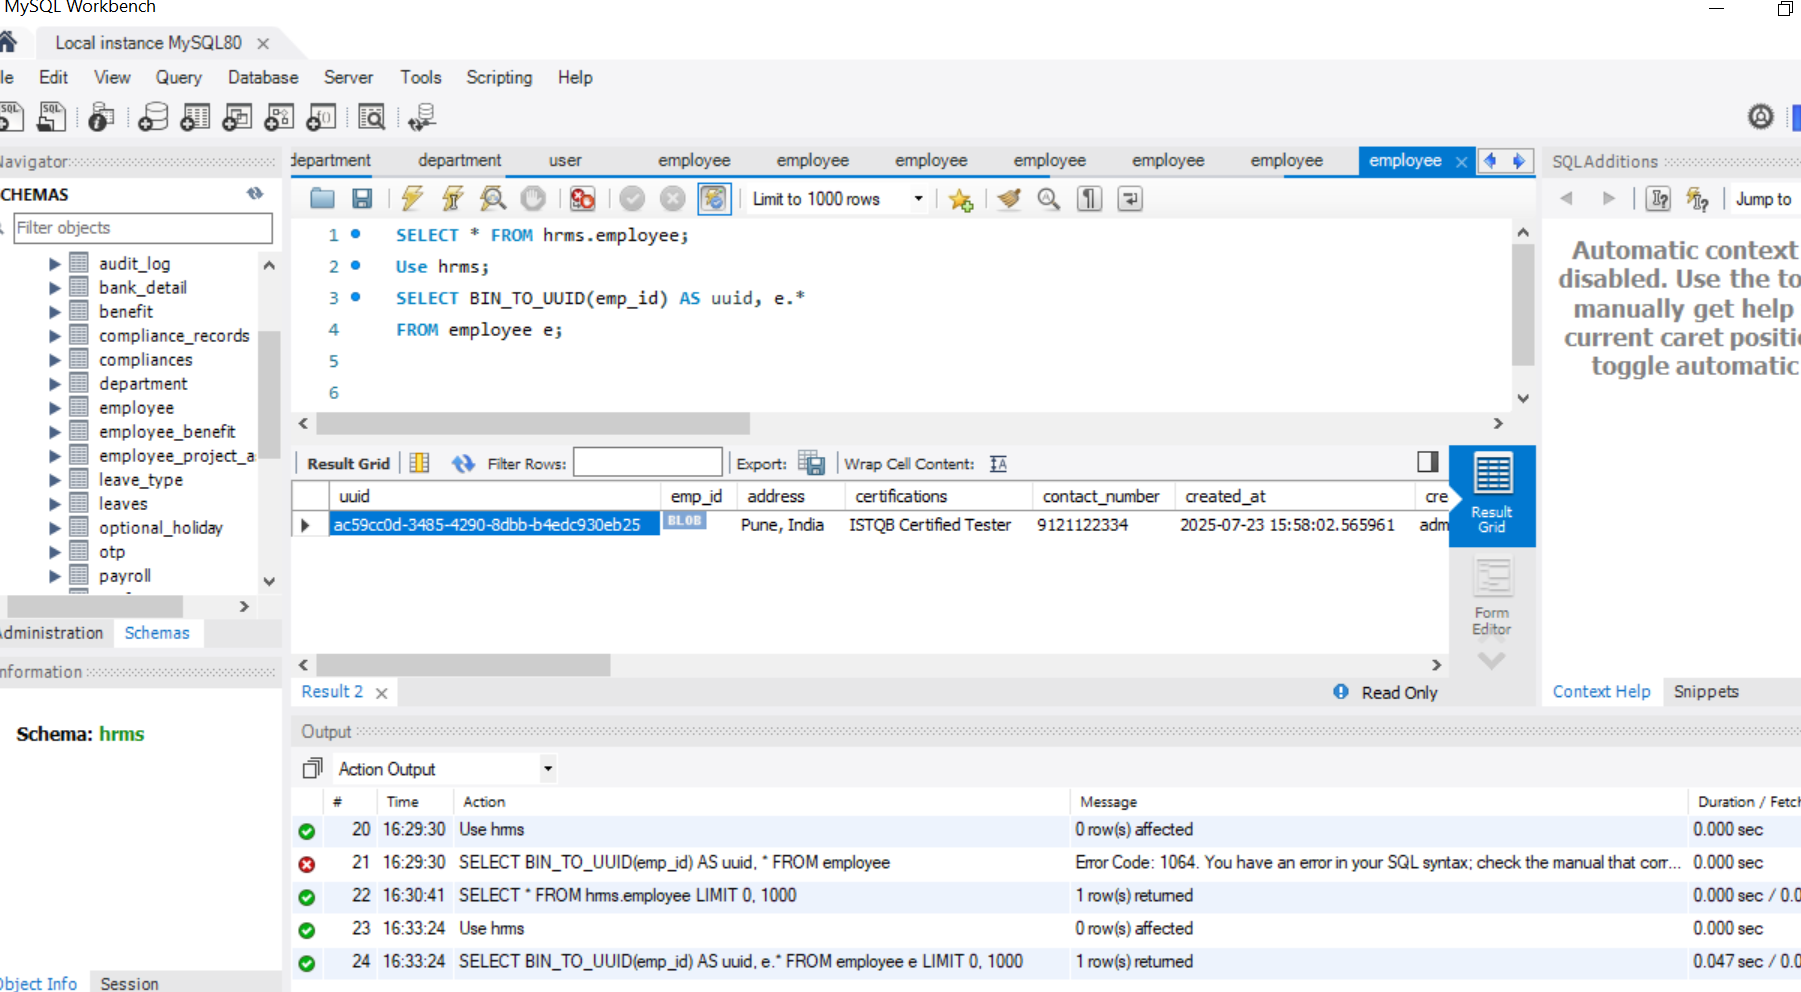 MySQL Workbench
Local instance MySQL80
le Edit View Query Database Server Tools Scripting Help
Navigator
SCHEMAS
Filter objects
audit_log
bank_detail
benefit
compliance_records
compliances
department
employee
employee_benefit
employee_project_a
leave_type
leaves
optional_holiday
otp
payroll
Administration Schemas
Information
Schema: hrms
Object Info Session
department department user employee employee employee employee employee employee employee
Limit to 1000 rows
1 SELECT * FROM hrms.employee;
2 Use hrms;
3 SELECT BIN_TO_UUID(emp_id) AS uuid, e.*
4 FROM employee e;
5
6
Result Grid Filter Rows: Export: Wrap Cell Content:
uuid emp_id address certifications contact_number created_at cre
ac59cc0d-3485-4290-8dbb-b4edc930eb25 BLOB Pune, India ISTQB Certified Tester 9121122334 2025-07-23 15:58:02.565961 adm
Result Grid
Form Editor
Result 2 Read Only
SQLAdditions
Jump to
Automatic context
disabled. Use the to
manually get help
current caret positi
toggle automatic
Context Help Snippets
Output
Action Output
# Time Action Message Duration / Fetch
20 16:29:30 Use hrms 0 row(s) affected 0.000 sec
21 16:29:30 SELECT BIN_TO_UUID(emp_id) AS uuid, * FROM employee Error Code: 1064. You have an error in your SQL syntax; check the manual that corr... 0.000 sec
22 16:30:41 SELECT * FROM hrms.employee LIMIT 0, 1000 1 row(s) returned 0.000 sec / 0.0
23 16:33:24 Use hrms 0 row(s) affected 0.000 sec
24 16:33:24 SELECT BIN_TO_UUID(emp_id) AS uuid, e.* FROM employee e LIMIT 0, 1000 1 row(s) returned 0.047 sec / 0.0